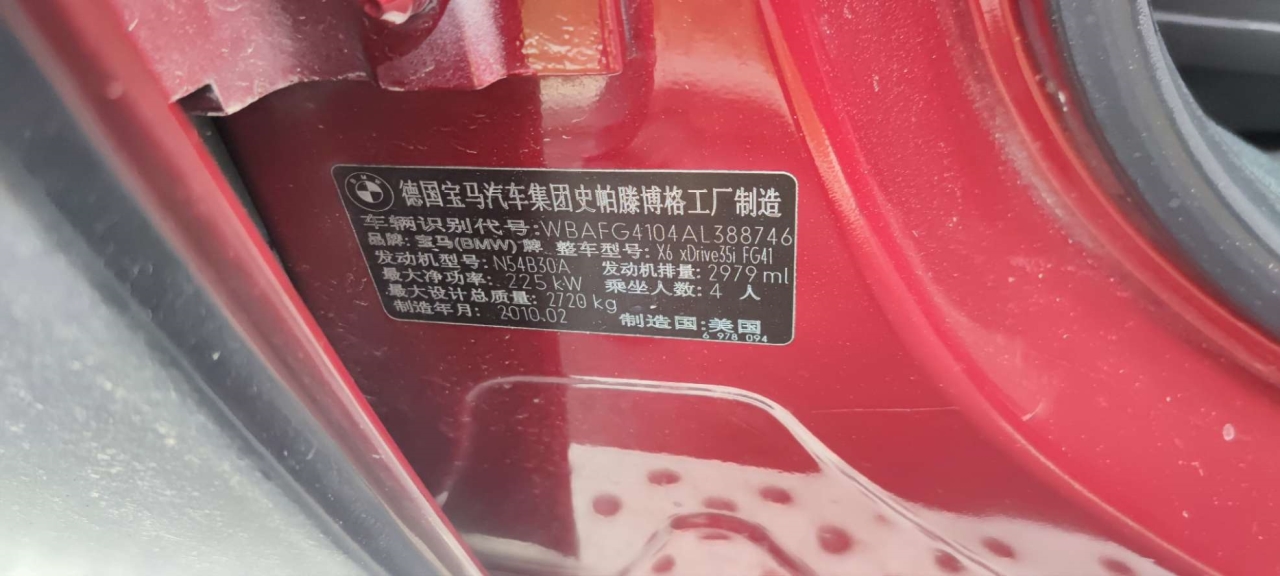 德国宝马汽车集团史帕滕博格工厂制造
车辆识别代号:WBAFG4104AL388746
品牌: 宝马(BMW)牌 整车型号: X6 xDrive35i FG41
发动机型号: N54B30A 发动机排量: 2979 ml
最大净功率: 225 kW 乘坐人数: 4 人
最大设计总质量: 2720 kg
制造年月: 2010.02 制造国:美国
6 978 094